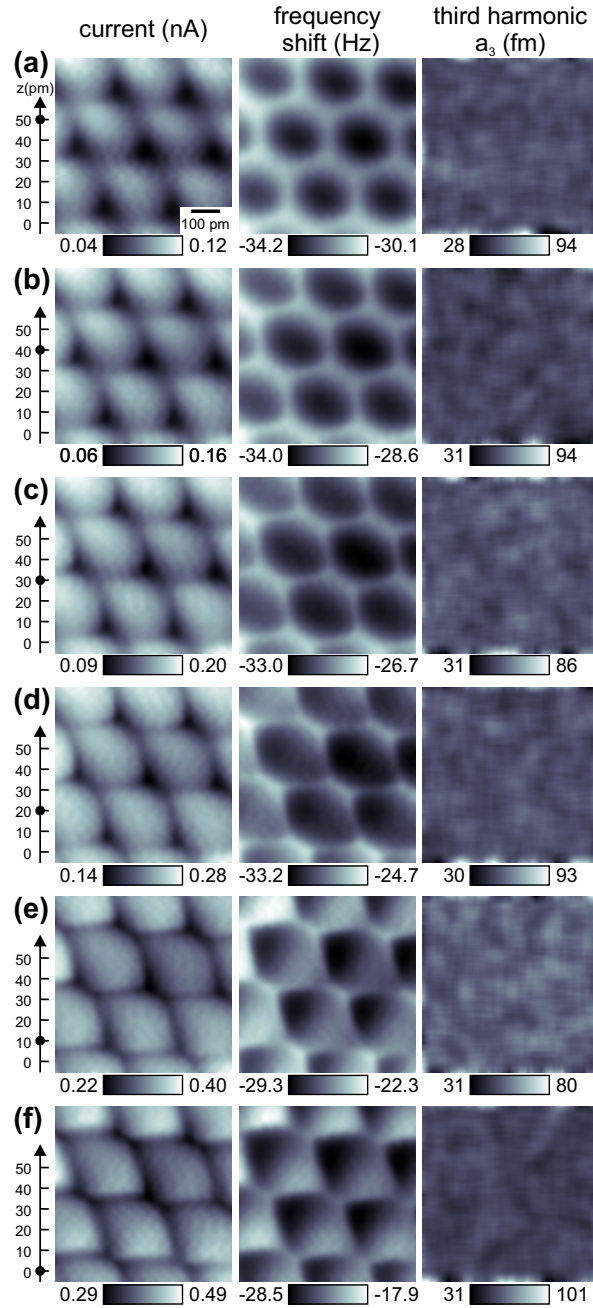 current (nA)
frequency
shift (Hz)
third harmonic
a₃ (fm)
(a)
z(pm)
50
40
30
20
10
0
100 pm
0.04 0.12 -34.2 -30.1 28 94
(b)
50
40
30
20
10
0
0.06 0.16 -34.0 -28.6 31 94
(c)
50
40
30
20
10
0
0.09 0.20 -33.0 -26.7 31 86
(d)
50
40
30
20
10
0
0.14 0.28 -33.2 -24.7 30 93
(e)
50
40
30
20
10
0
0.22 0.40 -29.3 -22.3 31 80
(f)
50
40
30
20
10
0
0.29 0.49 -28.5 -17.9 31 101